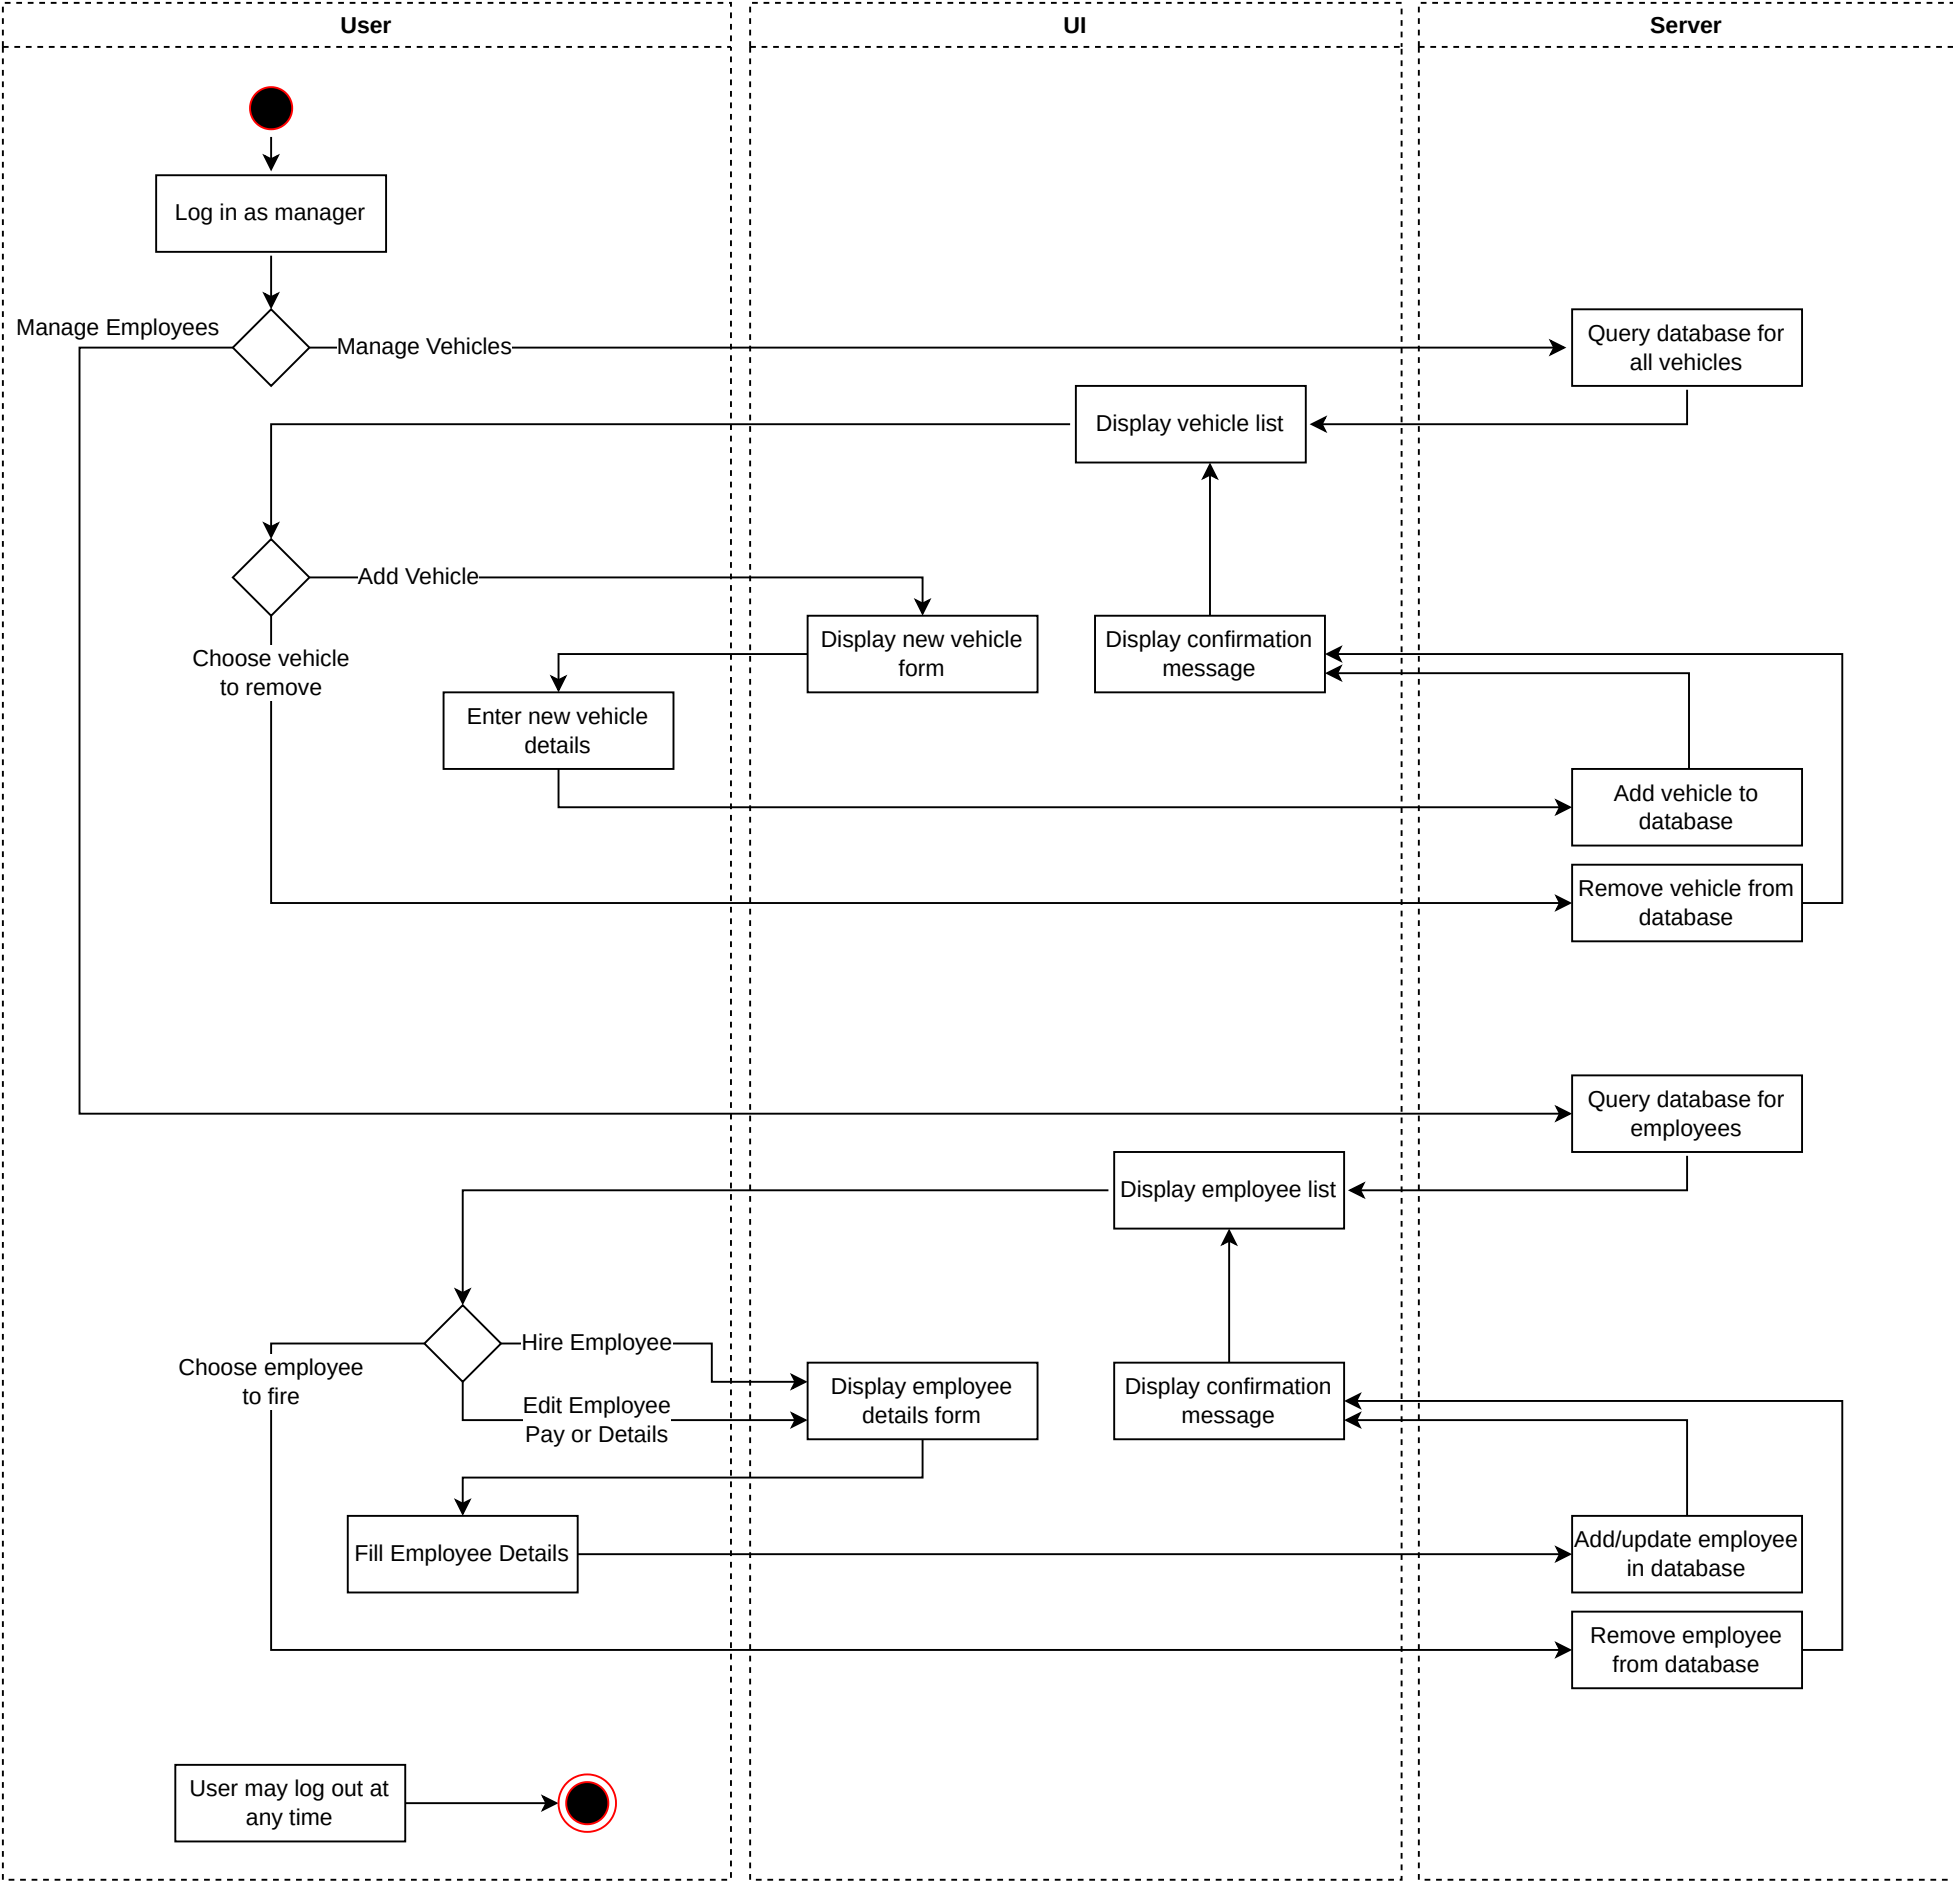 User
UI
Server
Log in as manager
Manage Employees
Manage Vehicles
Query database for
all vehicles
Display vehicle list
Add Vehicle
Choose vehicle
to remove
Display new vehicle
form
Display confirmation
message
Enter new vehicle
details
Add vehicle to
database
Remove vehicle from
database
Query database for
employees
Display employee list
Hire Employee
Choose employee
to fire
Edit Employee
Pay or Details
Display employee
details form
Display confirmation
message
Fill Employee Details
Add/update employee
in database
Remove employee
from database
User may log out at
any time